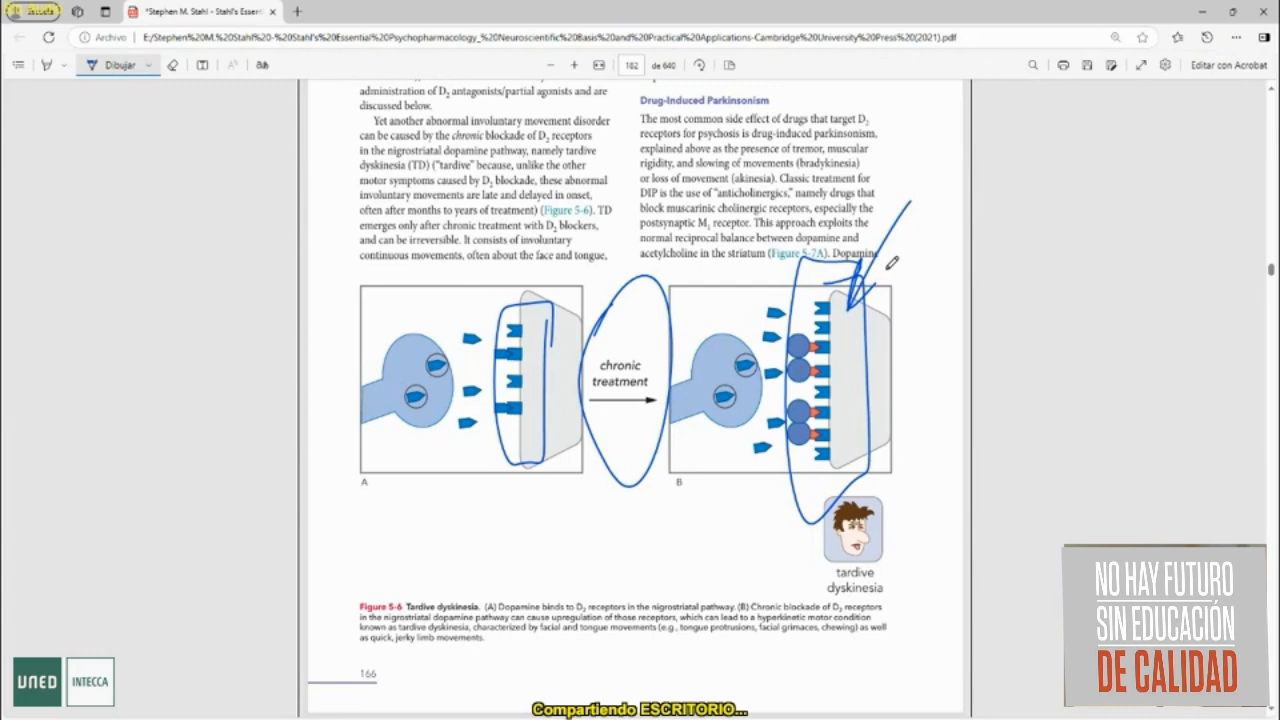 *Stephen M. Stahl - Stahl's Essen
Archivo
E:/Stephen%20M.%20Stahl%20-%20Stahl's%20Essential%20Psychopharmacology_%20Neuroscientific%20Basis%20and%20Practical%20Applications-Cambridge%20University%20Press%20(2021).pdf
Dibujar
182 de 640
Editar con Acrobat
administration of D2 antagonists/partial agonists and are
discussed below.
Yet another abnormal involuntary movement disorder
can be caused by the chronic blockade of D2 receptors
in the nigrostriatal dopamine pathway, namely tardive
dyskinesia (TD) ("tardive" because, unlike the other
motor symptoms caused by D2 blockade, these abnormal
involuntary movements are late and delayed in onset,
often after months to years of treatment) (Figure 5-6). TD
emerges only after chronic treatment with D2 blockers,
and can be irreversible. It consists of involuntary
continuous movements, often about the face and tongue,
Drug-Induced Parkinsonism
The most common side effect of drugs that target D2
receptors for psychosis is drug-induced parkinsonism,
explained above as the presence of tremor, muscular
rigidity, and slowing of movements (bradykinesia)
or loss of movement (akinesia). Classic treatment for
DIP is the use of "anticholinergics," namely drugs that
block muscarinic cholinergic receptors, especially the
postsynaptic M1 receptor. This approach exploits the
normal reciprocal balance between dopamine and
acetylcholine in the striatum (Figure 5-7A). Dopamine
chronic
treatment
A
B
tardive
dyskinesia
Figure 5-6 Tardive dyskinesia. (A) Dopamine binds to D2 receptors in the nigrostriatal pathway. (B) Chronic blockade of D2 receptors
in the nigrostriatal dopamine pathway can cause upregulation of those receptors, which can lead to a hyperkinetic motor condition
known as tardive dyskinesia, characterized by facial and tongue movements (e.g., tongue protrusions, facial grimaces, chewing) as well
as quick, jerky limb movements.
166
NO HAY FUTURO
SIN EDUCACIÓN
DE CALIDAD
UNED
INTECCA
Compartiendo ESCRITORIO...